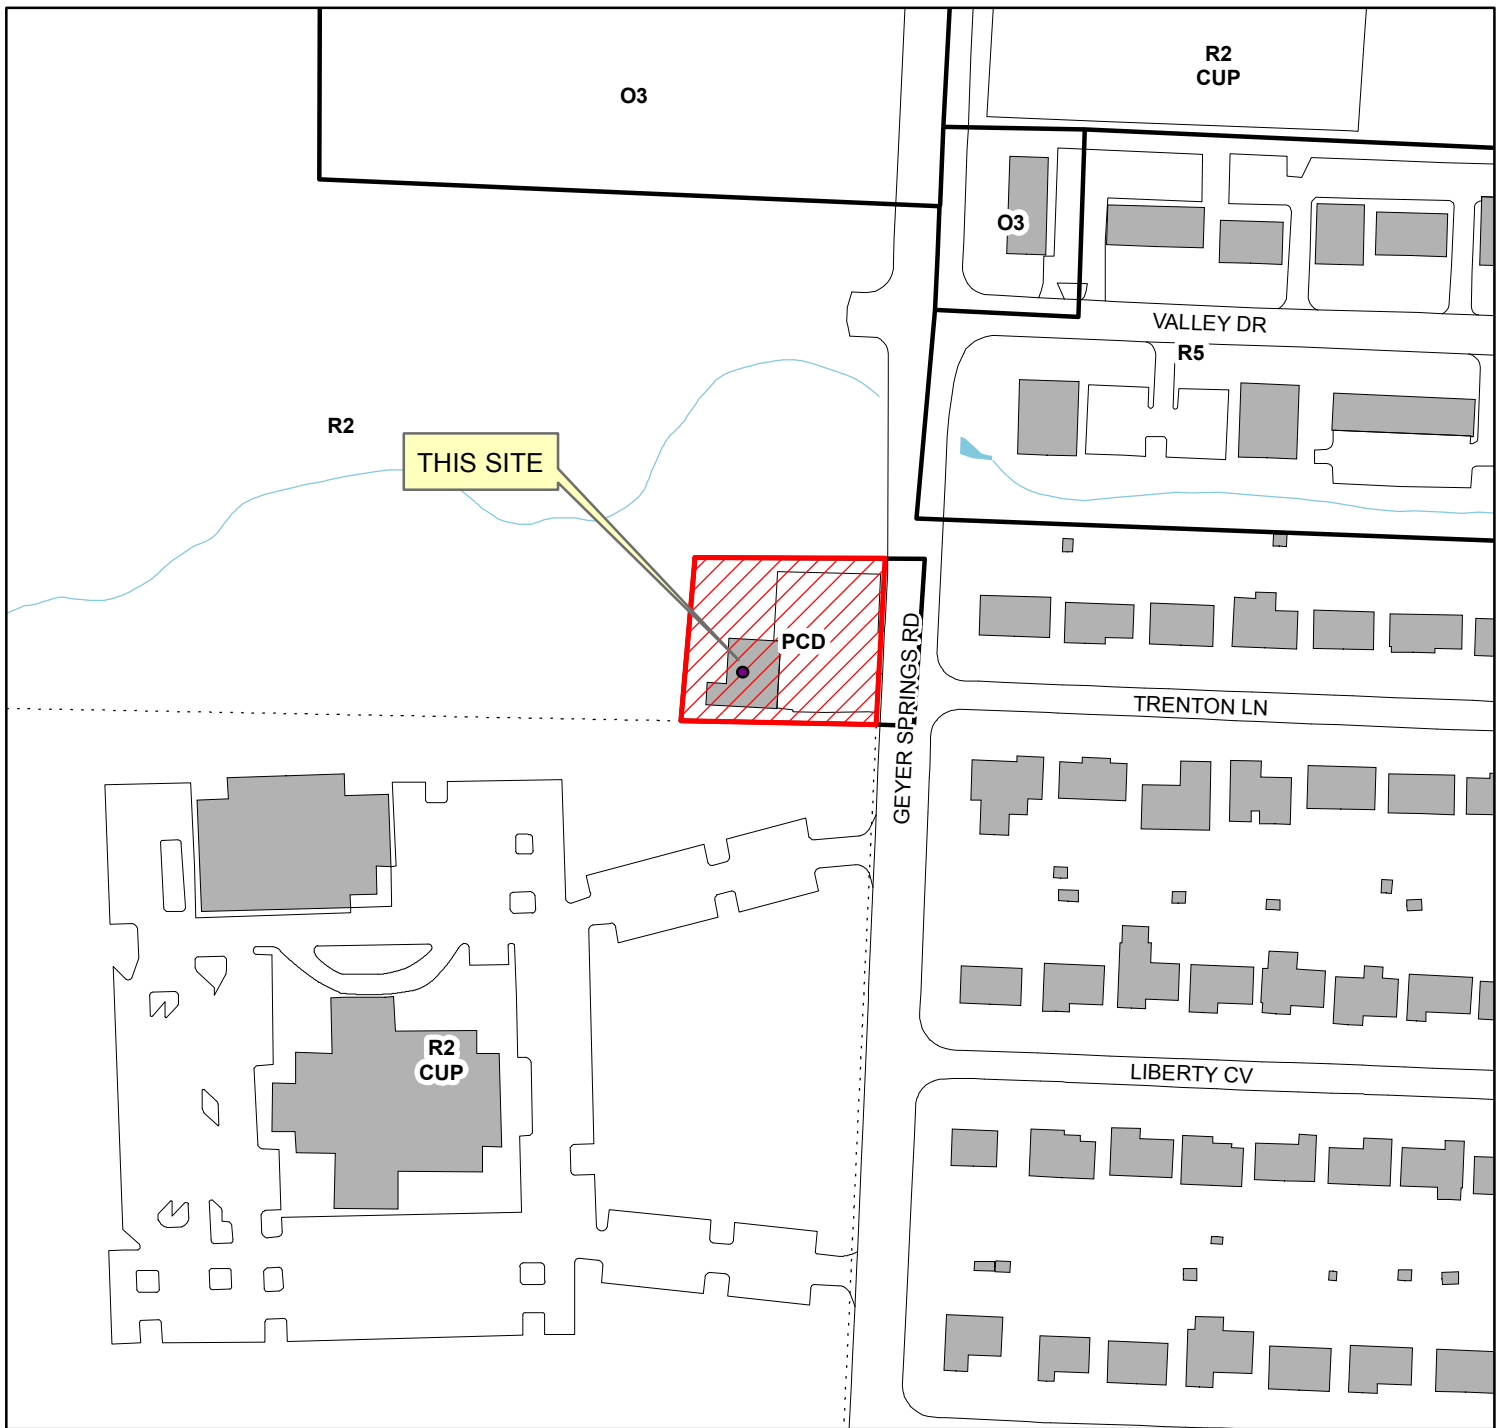 R2
CUP
O3
O3
VALLEY DR
R5
R2
THIS SITE
PCD
GEYER SPRINGS RD
TRENTON LN
R2
CUP
LIBERTY CV